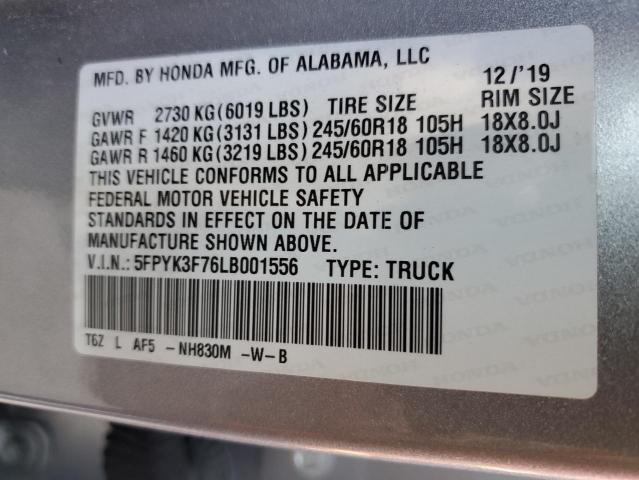 MFD. BY HONDA MFG. OF ALABAMA, LLC 12/'19
GVWR 2730 KG(6019 LBS) TIRE SIZE RIM SIZE
GAWR F 1420 KG(3131 LBS) 245/60R18 105H 18X8.0J
GAWR R 1460 KG(3219 LBS) 245/60R18 105H 18X8.0J
THIS VEHICLE CONFORMS TO ALL APPLICABLE
FEDERAL MOTOR VEHICLE SAFETY
STANDARDS IN EFFECT ON THE DATE OF
MANUFACTURE SHOWN ABOVE.
V.I.N.: 5FPYK3F76LB001556 TYPE: TRUCK
T6Z L AF5 -NH830M -W-B